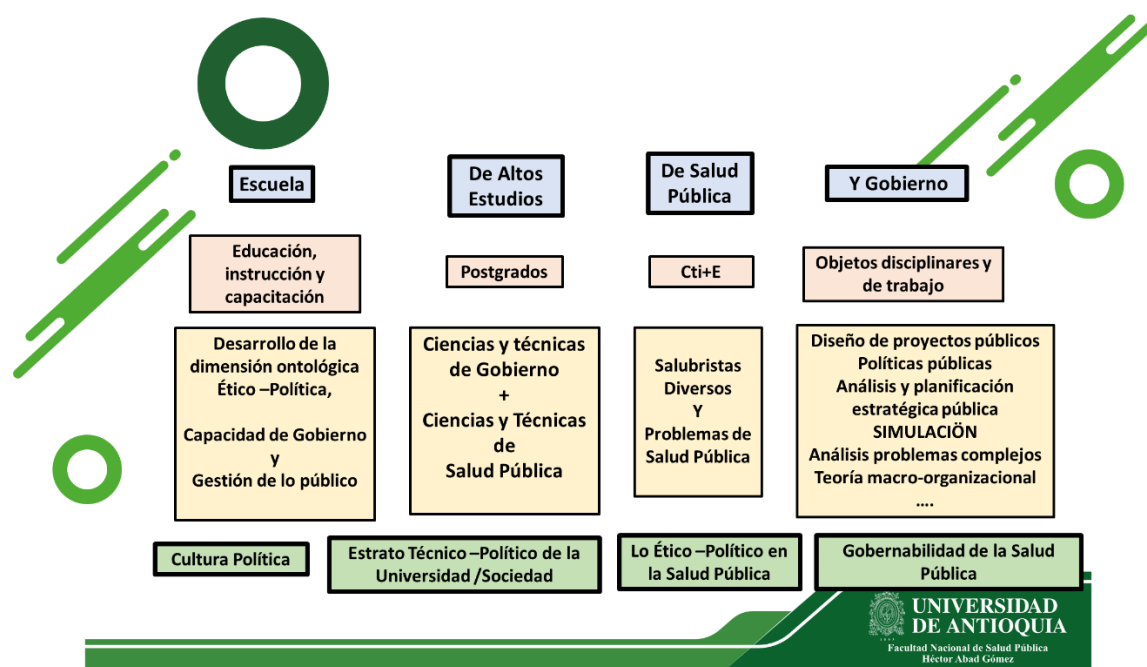 Escuela
De Altos
Estudios
De Salud
Pública
Y Gobierno
Educación,
instrucción y
capacitación
Postgrados
Cti+E
Objetos disciplinares y
de trabajo
Desarrollo de la
dimensión ontológica
Ético –Política,
Capacidad de Gobierno
y
Gestión de lo público
Ciencias y técnicas
de Gobierno
+
Ciencias y Técnicas
de
Salud Pública
Salubristas
Diversos
Y
Problemas de
Salud Pública
Diseño de proyectos públicos
Políticas públicas
Análisis y planificación
estratégica pública
SIMULACIÖN
Análisis problemas complejos
Teoría macro-organizacional
….
Cultura Política
Estrato Técnico –Político de la
Universidad /Sociedad
Lo Ético –Político en
la Salud Pública
Gobernabilidad de la Salud
Pública
UNIVERSIDAD
DE ANTIOQUIA
Facultad Nacional de Salud Pública
Héctor Abad Gómez